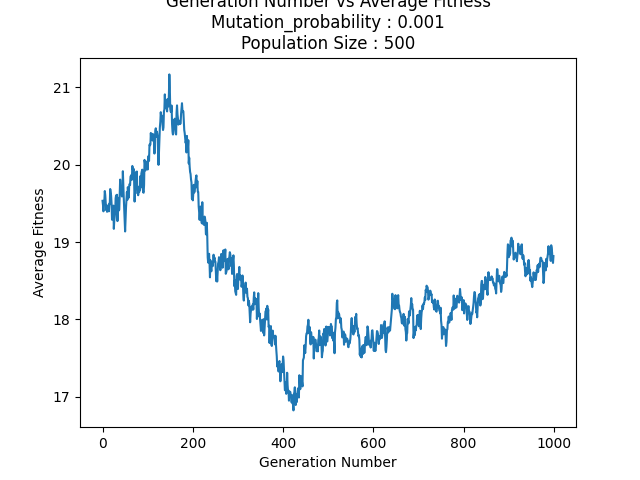 Generation Number vs Average Fitness
Mutation_probability : 0.001
Population Size : 500
21
20
19
18
17
Average Fitness
0 200 400 600 800 1000
Generation Number